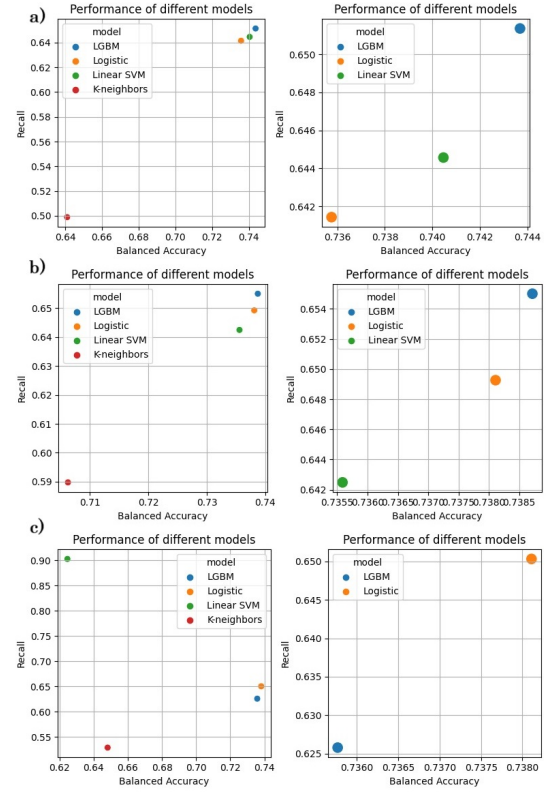 a)
Performance of different models
model
LGBM
Logistic
Linear SVM
K-neighbors
0.64
0.62
0.60
0.58
0.56
0.54
0.52
0.50
Recall
0.64 0.66 0.68 0.70 0.72 0.74
Balanced Accuracy
Performance of different models
model
LGBM
Logistic
Linear SVM
0.650
0.648
0.646
0.644
0.642
Recall
0.736 0.738 0.740 0.742 0.744
Balanced Accuracy
b)
Performance of different models
model
LGBM
Logistic
Linear SVM
K-neighbors
0.65
0.64
0.63
0.62
0.61
0.60
0.59
Recall
0.71 0.72 0.73 0.74
Balanced Accuracy
Performance of different models
model
LGBM
Logistic
Linear SVM
0.654
0.652
0.650
0.648
0.646
0.644
0.642
Recall
0.7355 0.7360 0.7365 0.7370 0.7375 0.7380 0.7385
Balanced Accuracy
c)
Performance of different models
model
LGBM
Logistic
Linear SVM
K-neighbors
0.90
0.85
0.80
0.75
0.70
0.65
0.60
0.55
Recall
0.62 0.64 0.66 0.68 0.70 0.72 0.74
Balanced Accuracy
Performance of different models
model
LGBM
Logistic
0.650
0.645
0.640
0.635
0.630
0.625
Recall
0.7360 0.7365 0.7370 0.7375 0.7380
Balanced Accuracy